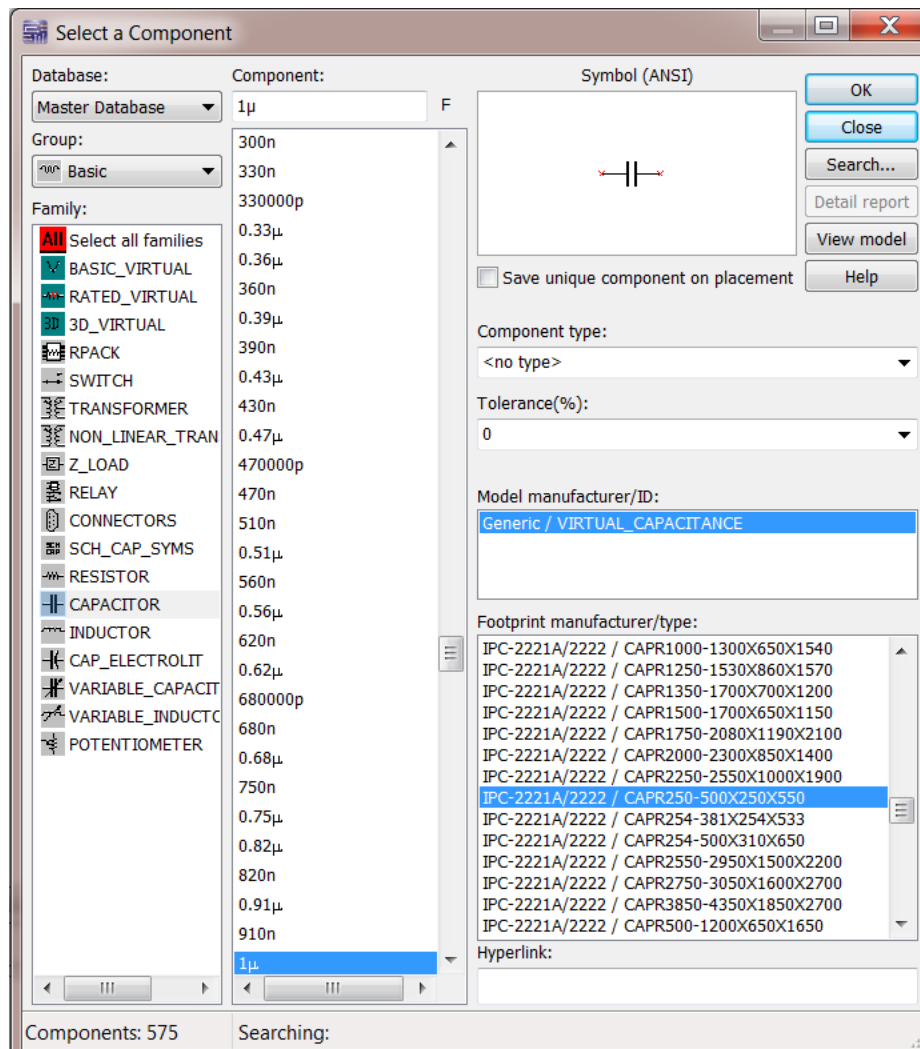 Select a Component
Database:
Master Database
Group:
Basic
Family:
All Select all families
BASIC_VIRTUAL
RATED_VIRTUAL
3D 3D_VIRTUAL
RPACK
SWITCH
TRANSFORMER
NON_LINEAR_TRAN
Z_LOAD
RELAY
CONNECTORS
SCH_CAP_SYMS
RESISTOR
CAPACITOR
INDUCTOR
CAP_ELECTROLIT
VARIABLE_CAPACIT
VARIABLE_INDUCTO
POTENTIOMETER
Component:
1µ F
300n
330n
330000p
0.33µ
0.36µ
360n
0.39µ
390n
0.43µ
430n
0.47µ
470000p
470n
510n
0.51µ
560n
0.56µ
620n
0.62µ
680000p
680n
0.68µ
750n
0.75µ
0.82µ
820n
0.91µ
910n
1µ
Symbol (ANSI)
Save unique component on placement
Component type:
<no type>
Tolerance(%):
0
Model manufacturer/ID:
Generic / VIRTUAL_CAPACITANCE
Footprint manufacturer/type:
IPC-2221A/2222 / CAPR1000-1300X650X1540
IPC-2221A/2222 / CAPR1250-1530X860X1570
IPC-2221A/2222 / CAPR1350-1700X700X1200
IPC-2221A/2222 / CAPR1500-1700X650X1150
IPC-2221A/2222 / CAPR1750-2080X1190X2100
IPC-2221A/2222 / CAPR2000-2300X850X1400
IPC-2221A/2222 / CAPR2250-2550X1000X1900
IPC-2221A/2222 / CAPR250-500X250X550
IPC-2221A/2222 / CAPR254-381X254X533
IPC-2221A/2222 / CAPR254-500X310X650
IPC-2221A/2222 / CAPR2550-2950X1500X2200
IPC-2221A/2222 / CAPR2750-3050X1600X2700
IPC-2221A/2222 / CAPR3850-4350X1850X2700
IPC-2221A/2222 / CAPR500-1200X650X1650
Hyperlink:
OK
Close
Search...
Detail report
View model
Help
Components: 575
Searching: